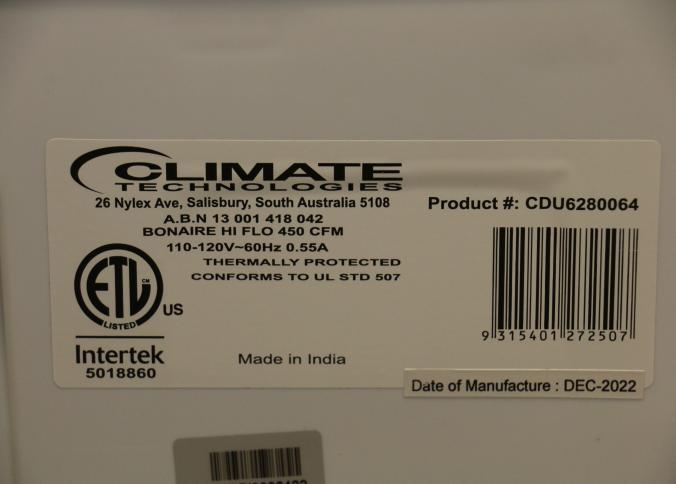 CLIMATE
TECHNOLOGIES
26 Nylex Ave, Salisbury, South Australia 5108
A.B.N 13 001 418 042
BONAIRE HI FLO 450 CFM
110-120V~60Hz 0.55A
THERMALLY PROTECTED
CONFORMS TO UL STD 507
ETL CM
LISTED
US
Intertek
5018860
Made in India
Product #: CDU6280064
9 315401 272507
Date of Manufacture : DEC-2022